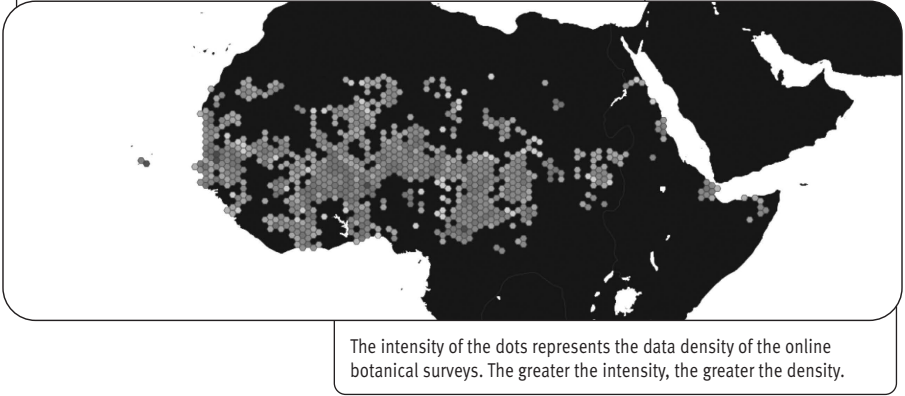 The intensity of the dots represents the data density of the online
botanical surveys. The greater the intensity, the greater the density.